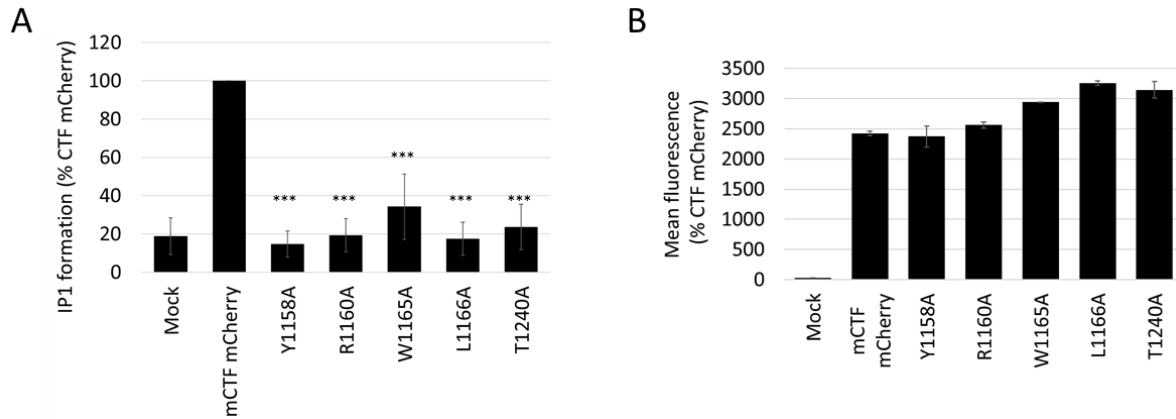 A
IP1 formation (% CTF mCherry)
120
100
80
60
40
20
0
***
***
***
***
***
Mock
mCTF mCherry
Y1158A
R1160A
W1165A
L1166A
T1240A
B
Mean fluorescence
(% CTF mCherry)
3500
3000
2500
2000
1500
1000
500
0
Mock
mCTF
mCherry
Y1158A
R1160A
W1165A
L1166A
T1240A